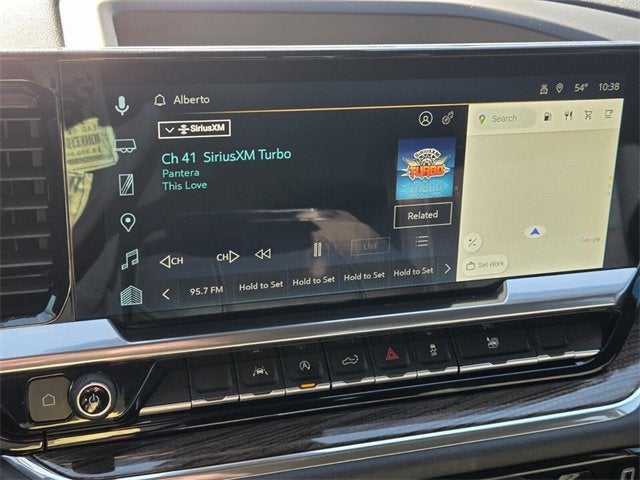 Alberto
54° 10:38
SiriusXM
Search
Ch 41 SiriusXM Turbo
Pantera
This Love
TURBO
Related
CH CH LIVE
Google
Set Work
95.7 FM Hold to Set Hold to Set Hold to Set Hold to Set